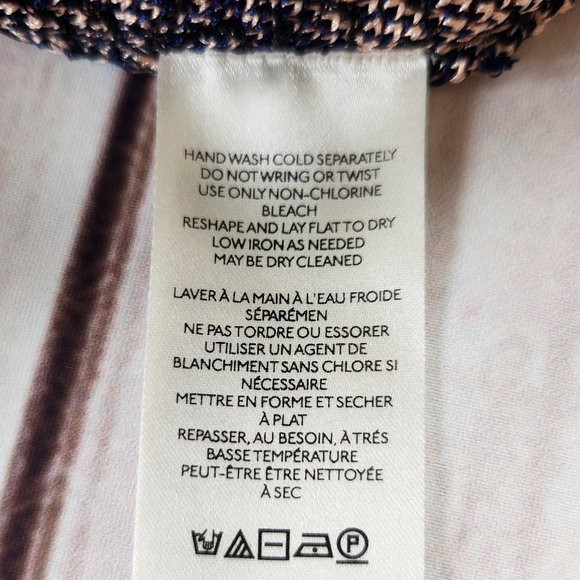 HAND WASH COLD SEPARATELY
DO NOT WRING OR TWIST
USE ONLY NON-CHLORINE
BLEACH
RESHAPE AND LAY FLAT TO DRY
LOW IRON AS NEEDED
MAY BE DRY CLEANED
LAVER À LA MAIN À L'EAU FROIDE
SÉPARÉMEN
NE PAS TORDRE OU ESSORER
UTILISER UN AGENT DE
BLANCHIMENT SANS CHLORE SI
NÉCESSAIRE
METTRE EN FORME ET SECHER
À PLAT
REPASSER, AU BESOIN, À TRÉS
BASSE TEMPÉRATURE
PEUT-ÊTRE ÊTRE NETTOYÉE
À SEC
P